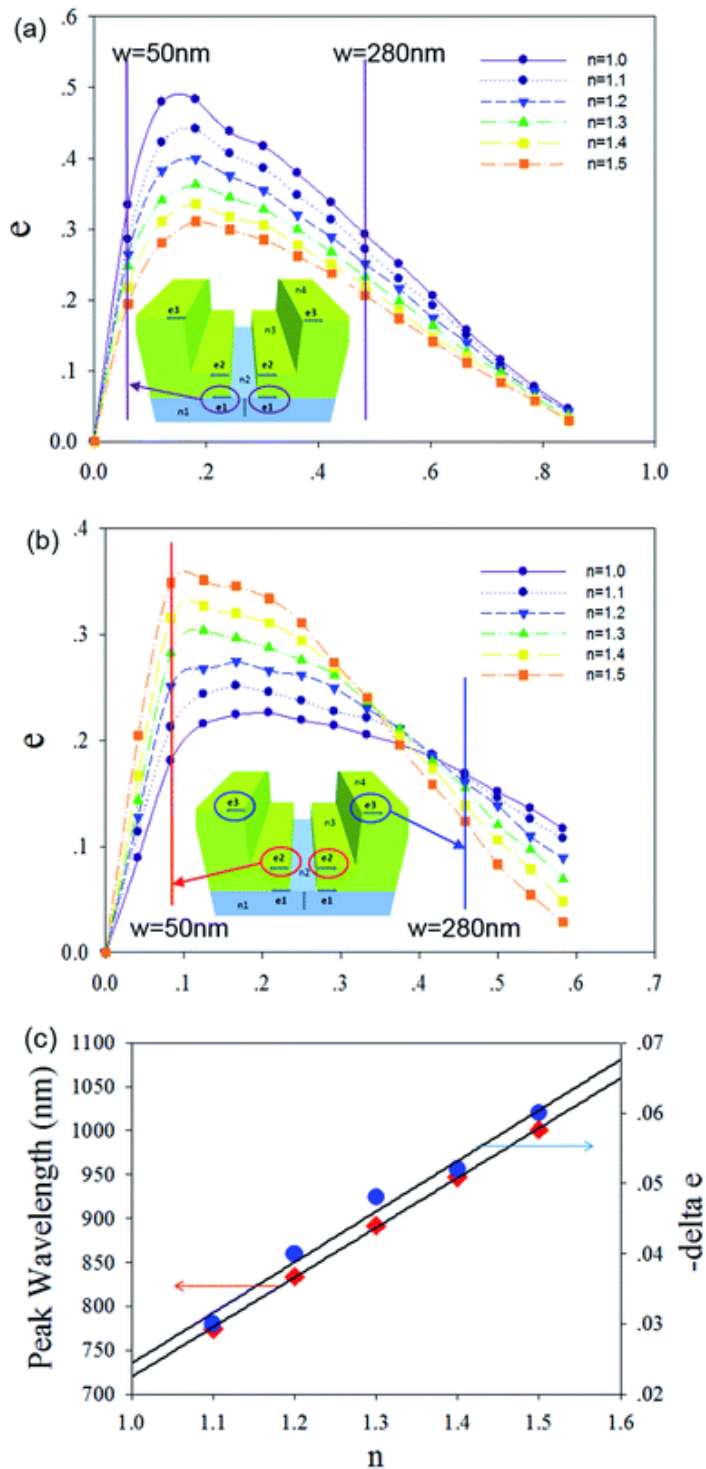 (a)
w=50nm
w=280nm
n=1.0
n=1.1
n=1.2
n=1.3
n=1.4
n=1.5
.6
.5
.4
.3
.2
.1
0.0
e
n4
e3
e3
n3
e2
e2
n2
n1
e1
e1
0.0
.2
.4
.6
.8
1.0
(b)
n=1.0
n=1.1
n=1.2
n=1.3
n=1.4
n=1.5
.4
.3
.2
.1
0.0
e
n4
e3
e3
n3
e2
e2
n2
n1
e1
e1
w=50nm
w=280nm
0.0
.1
.2
.3
.4
.5
.6
.7
(c)
1100
1050
1000
950
900
850
800
750
700
Peak Wavelength (nm)
.07
.06
.05
.04
.03
.02
-delta e
1.0
1.1
1.2
1.3
1.4
1.5
1.6
n